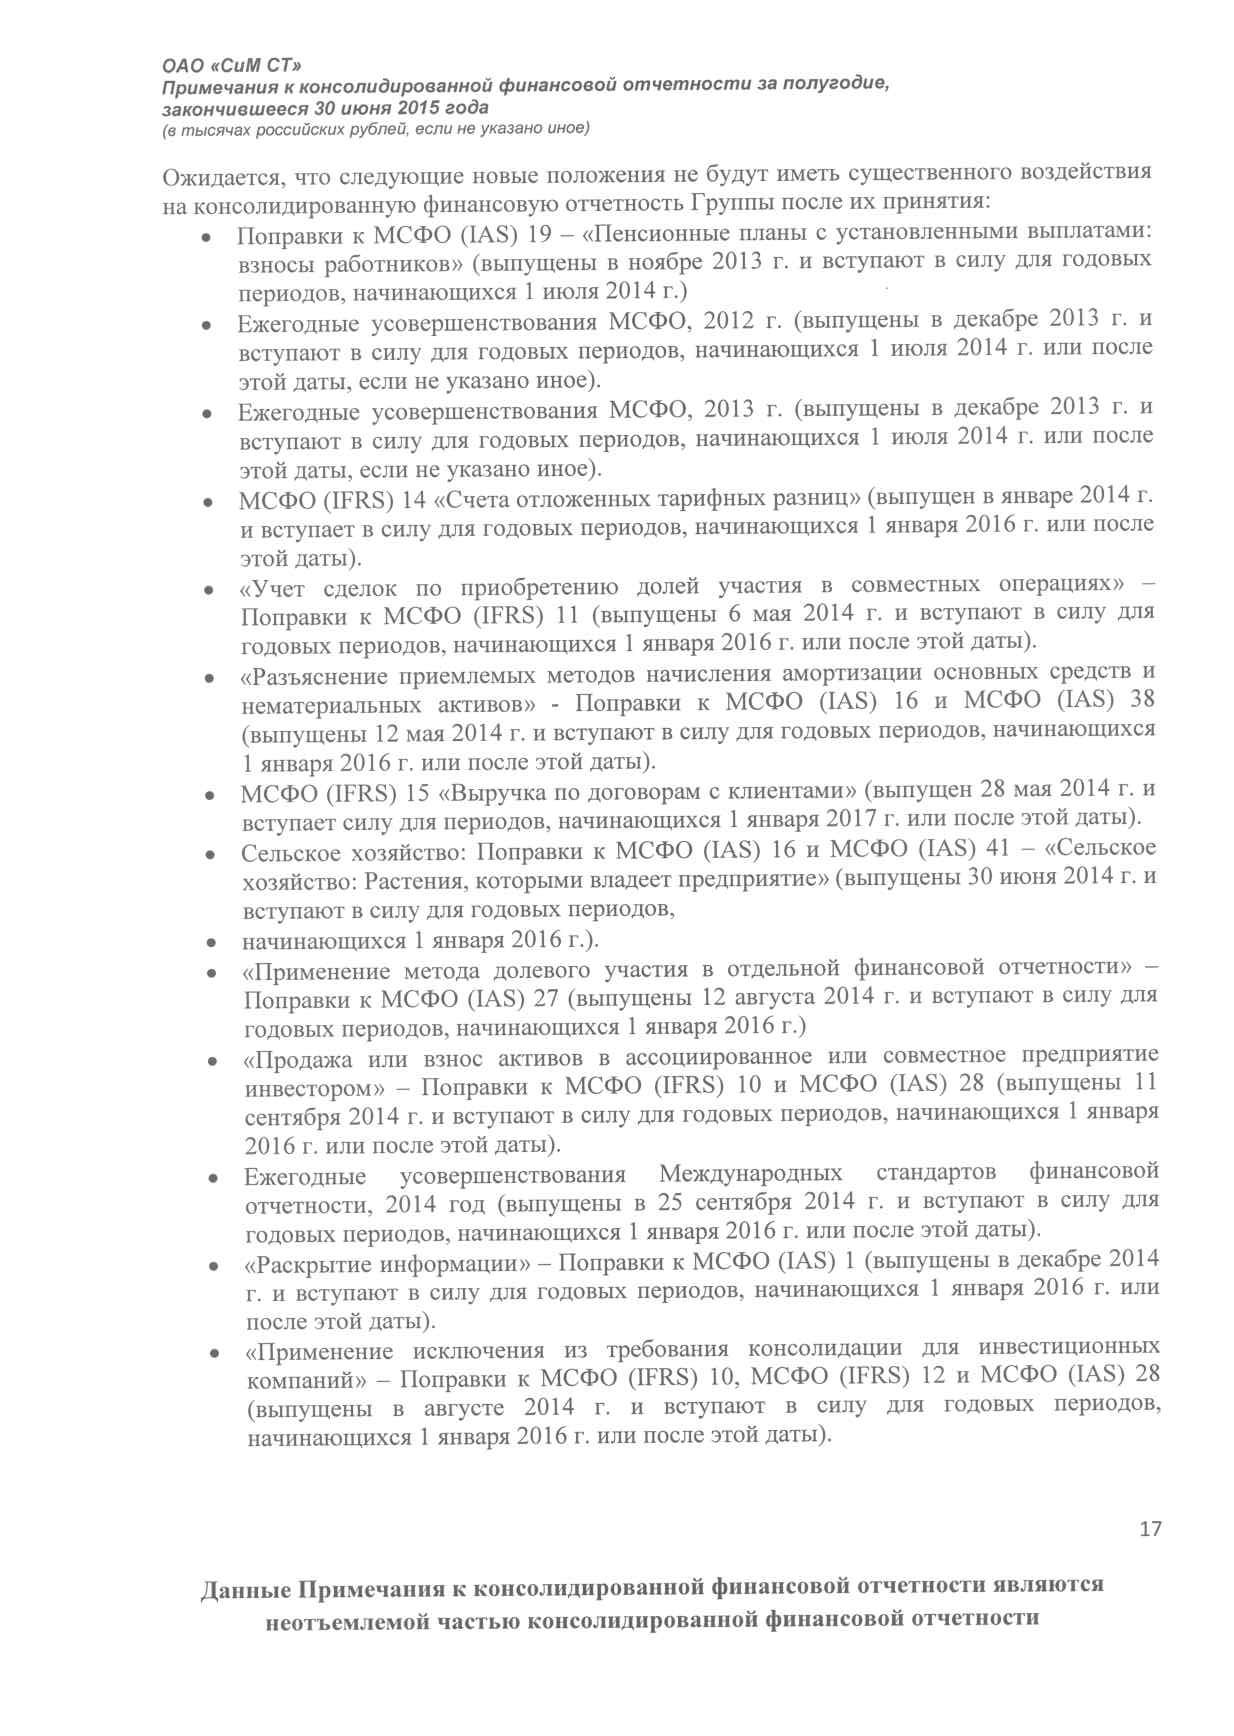 ОАО «СиМ СТ»
Примечания к консолидированной финансовой отчетности за полугодие,
закончившееся 30 июня 2015 года
(в тысячах российских рублей, если не указано иное)
Ожидается, что следующие новые положения не будут иметь существенного воздействия
на консолидированную финансовую отчетность Группы после их принятия:
• Поправки к МСФО (IAS) 19 – «Пенсионные планы с установленными выплатами:
взносы работников» (выпущены в ноябре 2013 г. и вступают в силу для годовых
периодов, начинающихся 1 июля 2014 г.)
• Ежегодные усовершенствования МСФО, 2012 г. (выпущены в декабре 2013 г. и
вступают в силу для годовых периодов, начинающихся 1 июля 2014 г. или после
этой даты, если не указано иное).
• Ежегодные усовершенствования МСФО, 2013 г. (выпущены в декабре 2013 г. и
вступают в силу для годовых периодов, начинающихся 1 июля 2014 г. или после
этой даты, если не указано иное).
• МСФО (IFRS) 14 «Счета отложенных тарифных разниц» (выпущен в январе 2014 г.
и вступает в силу для годовых периодов, начинающихся 1 января 2016 г. или после
этой даты).
• «Учет сделок по приобретению долей участия в совместных операциях» –
Поправки к МСФО (IFRS) 11 (выпущены 6 мая 2014 г. и вступают в силу для
годовых периодов, начинающихся 1 января 2016 г. или после этой даты).
• «Разъяснение приемлемых методов начисления амортизации основных средств и
нематериальных активов» - Поправки к МСФО (IAS) 16 и МСФО (IAS) 38
(выпущены 12 мая 2014 г. и вступают в силу для годовых периодов, начинающихся
1 января 2016 г. или после этой даты).
• МСФО (IFRS) 15 «Выручка по договорам с клиентами» (выпущен 28 мая 2014 г. и
вступает силу для периодов, начинающихся 1 января 2017 г. или после этой даты).
• Сельское хозяйство: Поправки к МСФО (IAS) 16 и МСФО (IAS) 41 – «Сельское
хозяйство: Растения, которыми владеет предприятие» (выпущены 30 июня 2014 г. и
вступают в силу для годовых периодов,
• начинающихся 1 января 2016 г.).
• «Применение метода долевого участия в отдельной финансовой отчетности» –
Поправки к МСФО (IAS) 27 (выпущены 12 августа 2014 г. и вступают в силу для
годовых периодов, начинающихся 1 января 2016 г.)
• «Продажа или взнос активов в ассоциированное или совместное предприятие
инвестором» – Поправки к МСФО (IFRS) 10 и МСФО (IAS) 28 (выпущены 11
сентября 2014 г. и вступают в силу для годовых периодов, начинающихся 1 января
2016 г. или после этой даты).
• Ежегодные усовершенствования Международных стандартов финансовой
отчетности, 2014 год (выпущены в 25 сентября 2014 г. и вступают в силу для
годовых периодов, начинающихся 1 января 2016 г. или после этой даты).
• «Раскрытие информации» – Поправки к МСФО (IAS) 1 (выпущены в декабре 2014
г. и вступают в силу для годовых периодов, начинающихся 1 января 2016 г. или
после этой даты).
• «Применение исключения из требования консолидации для инвестиционных
компаний» – Поправки к МСФО (IFRS) 10, МСФО (IFRS) 12 и МСФО (IAS) 28
(выпущены в августе 2014 г. и вступают в силу для годовых периодов,
начинающихся 1 января 2016 г. или после этой даты).
17
Данные Примечания к консолидированной финансовой отчетности являются
неотъемлемой частью консолидированной финансовой отчетности